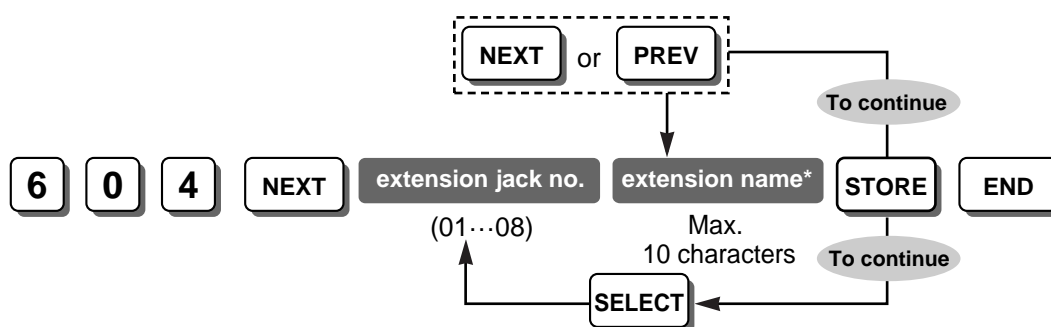 NEXT or PREV
To continue
6 0 4 NEXT extension jack no. extension name* STORE END
(01···08) Max.
10 characters
To continue
SELECT